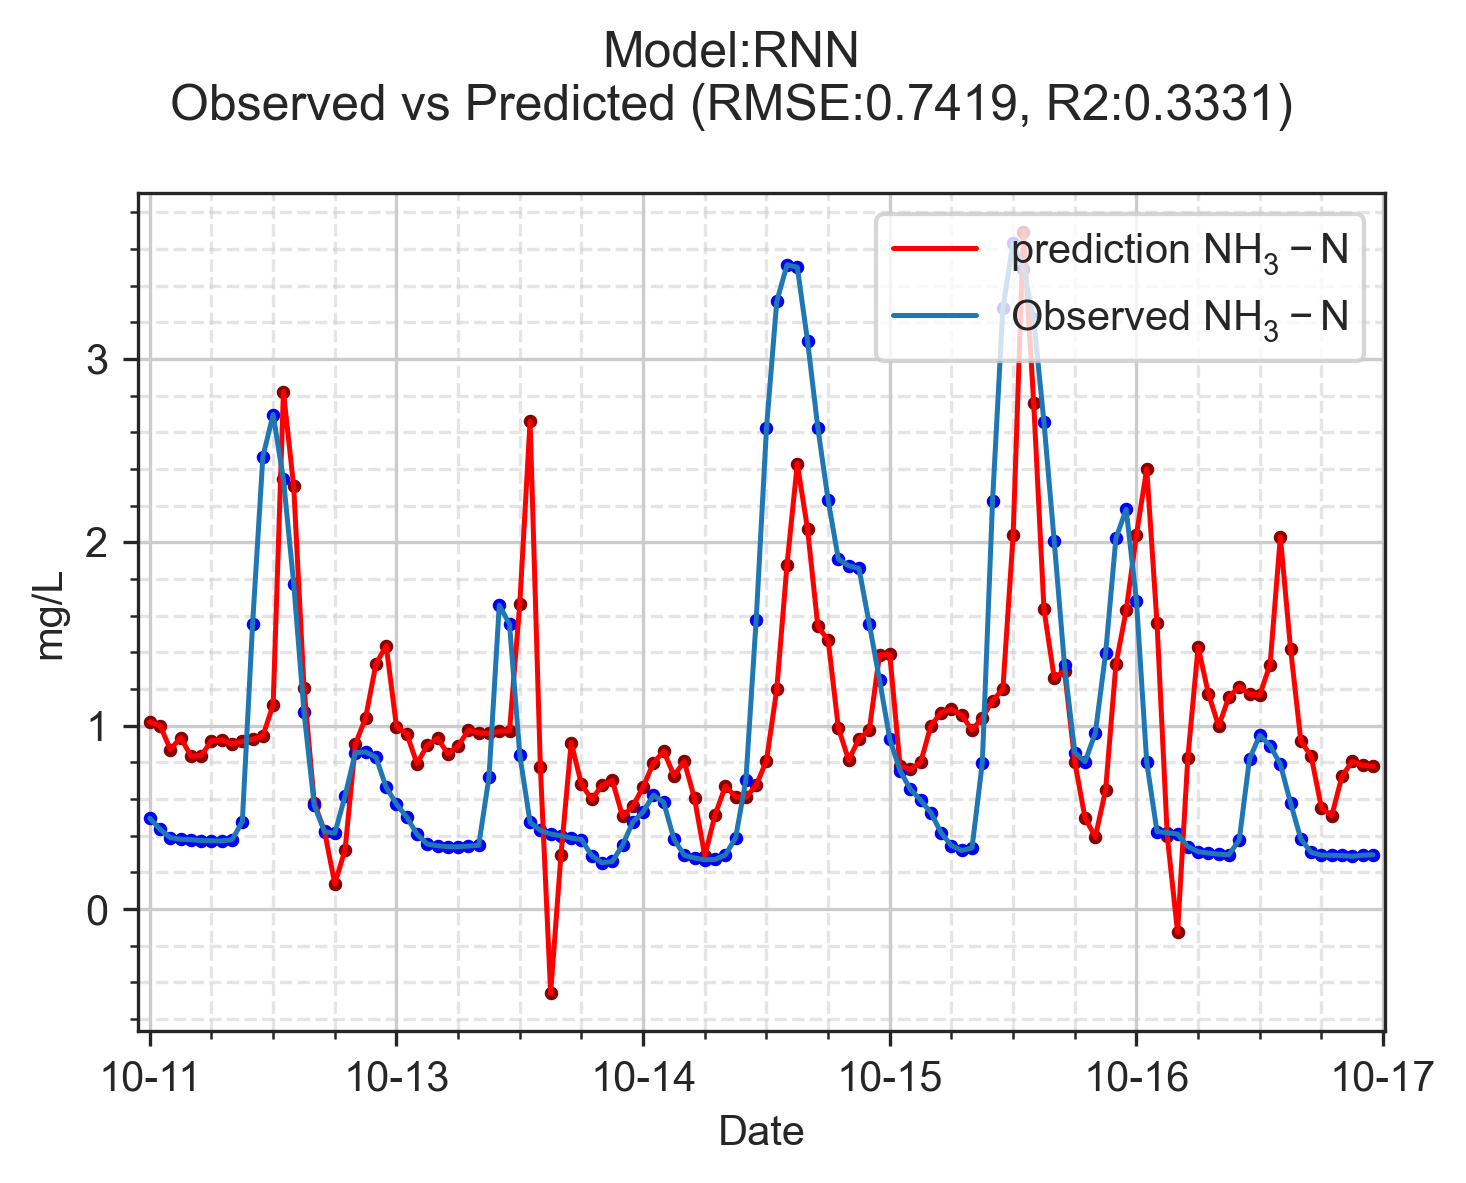 Model:RNN
Observed vs Predicted (RMSE:0.7419, R2:0.3331)
prediction NH₃ − N
Observed NH₃ − N
3
2
1
0
mg/L
10-11 10-13 10-14 10-15 10-16 10-17
Date